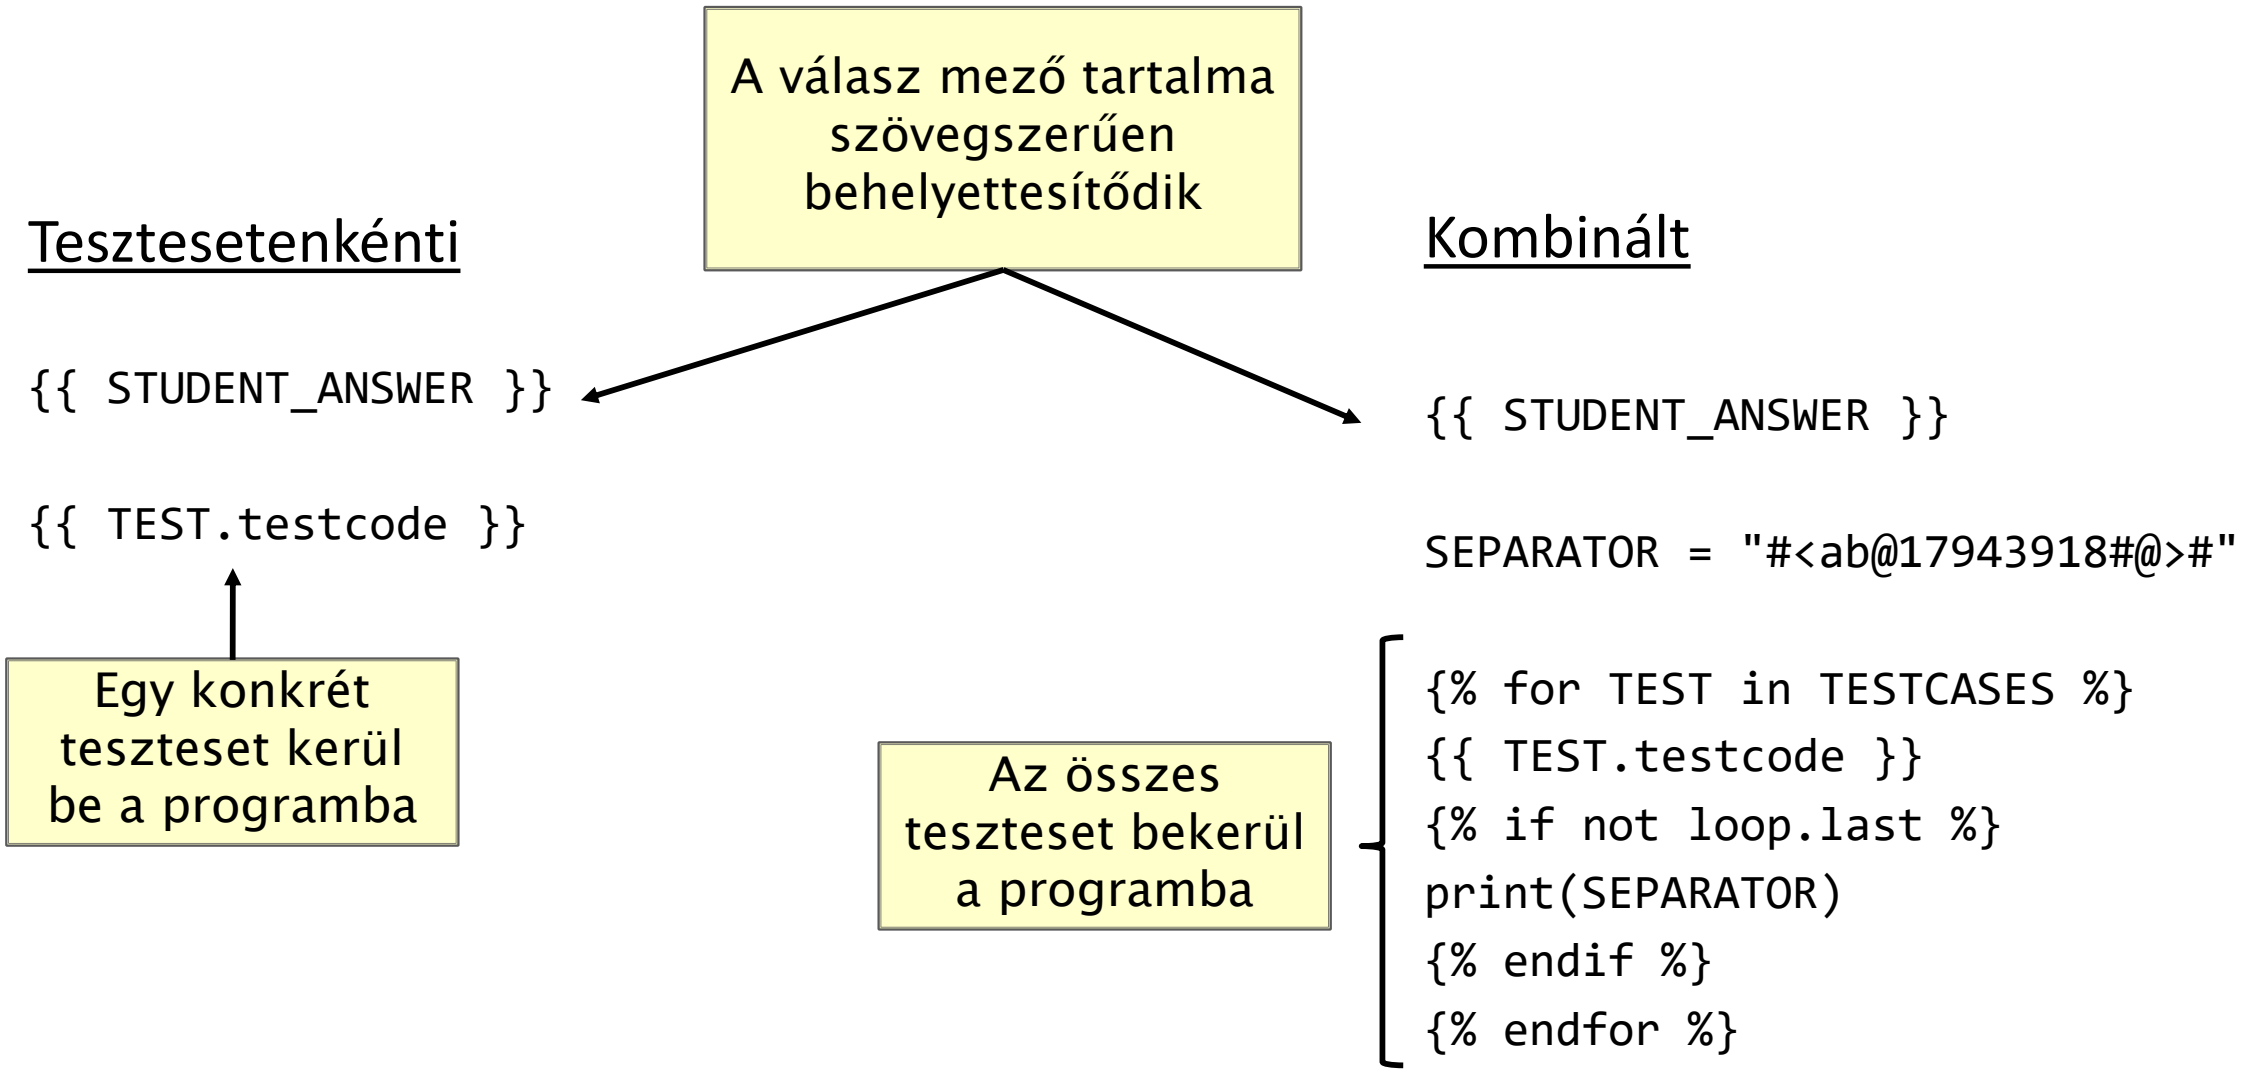 A válasz mező tartalma
szövegszerűen
behelyettesítődik
Tesztesetenkénti
{{ STUDENT_ANSWER }}
{{ TEST.testcode }}
Egy konkrét
teszteset kerül
be a programba
Kombinált
{{ STUDENT_ANSWER }}
SEPARATOR = "#<ab@17943918#@>#"
Az összes
teszteset bekerül
a programba
{% for TEST in TESTCASES %}
{{ TEST.testcode }}
{% if not loop.last %}
print(SEPARATOR)
{% endif %}
{% endfor %}